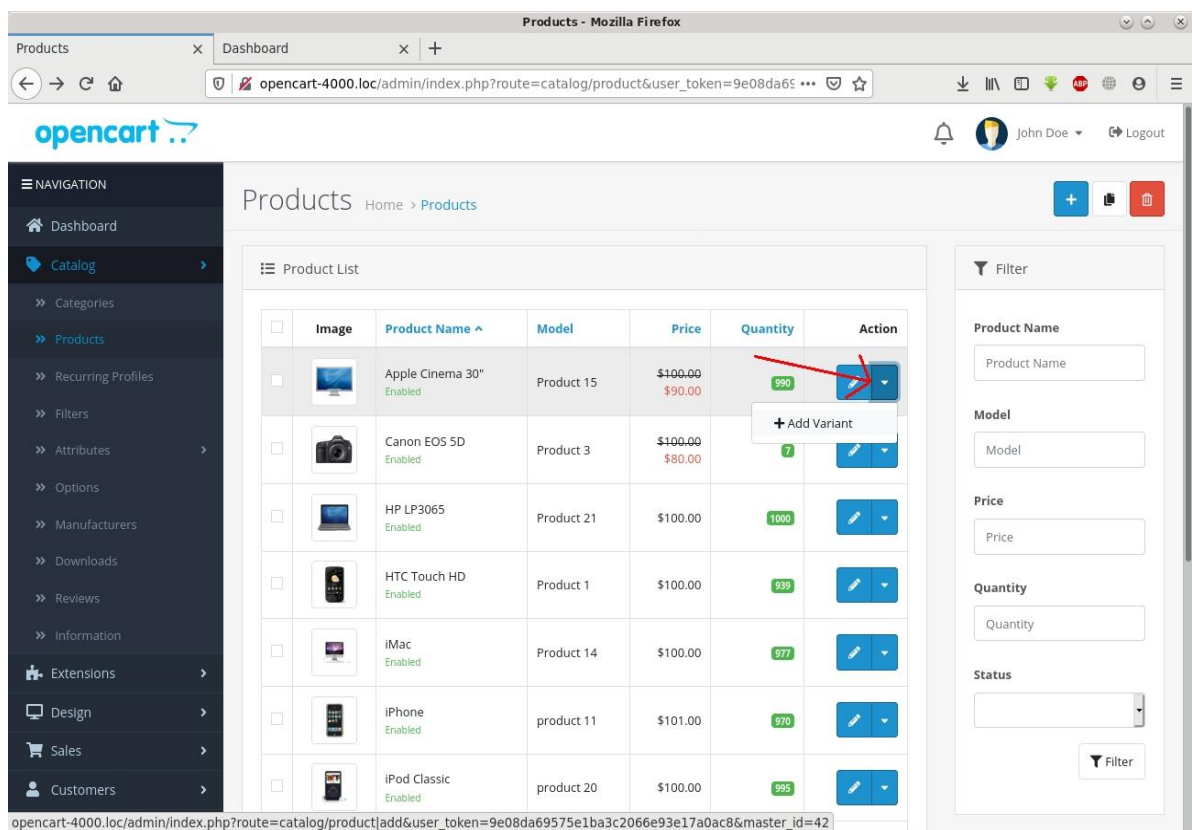 Products - Mozilla Firefox
Products × Dashboard × +
opencart-4000.loc/admin/index.php?route=catalog/product&user_token=9e08da69 ••• ABP
opencart
John Doe Logout
NAVIGATION
Dashboard
Catalog
Categories
Products
Recurring Profiles
Filters
Attributes
Options
Manufacturers
Downloads
Reviews
Information
Extensions
Design
Sales
Customers
Products Home › Products
Product List
Image Product Name Model Price Quantity Action
Apple Cinema 30" Product 15 $100.00 990
Enabled $90.00
+ Add Variant
Canon EOS 5D Product 3 $100.00 7
Enabled $80.00
HP LP3065 Product 21 $100.00 1000
Enabled
HTC Touch HD Product 1 $100.00 939
Enabled
iMac Product 14 $100.00 977
Enabled
iPhone product 11 $101.00 970
Enabled
iPod Classic product 20 $100.00 995
Enabled
Filter
Product Name
Product Name
Model
Model
Price
Price
Quantity
Quantity
Status
Filter
opencart-4000.loc/admin/index.php?route=catalog/product|add&user_token=9e08da69575e1ba3c2066e93e17a0ac8&master_id=42